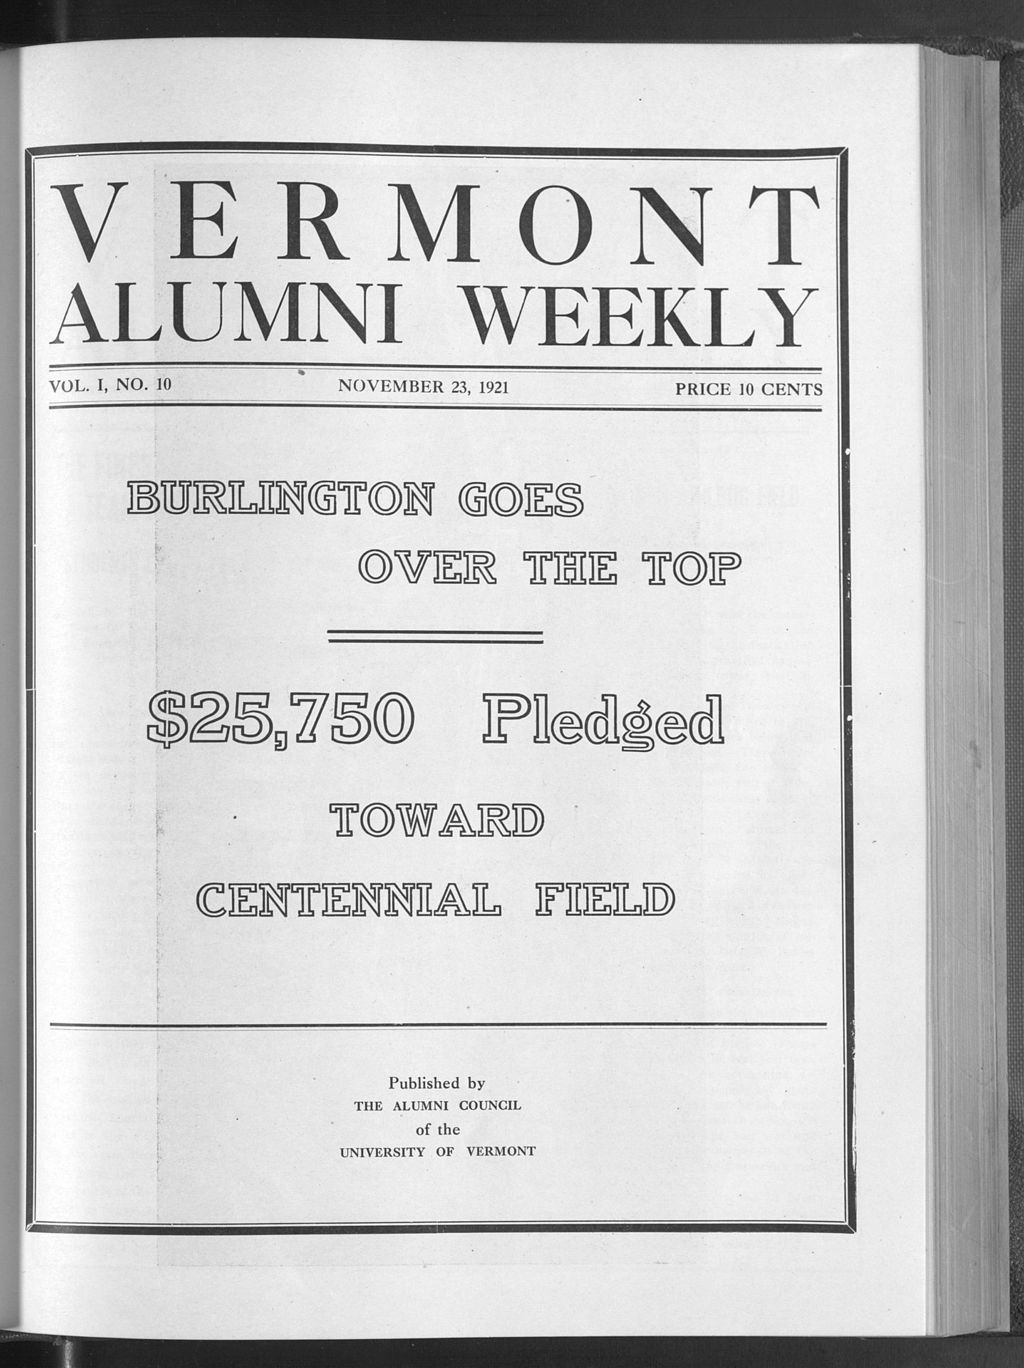 VERMONT
ALUMNI WEEKLY
VOL. I, NO. 10 NOVEMBER 23, 1921 PRICE 10 CENTS
BURLINGTON GOES
OVER THE TOP
$25,750 Pledged
TOWARD
CENTENNIAL FIELD
Published by
THE ALUMNI COUNCIL
of the
UNIVERSITY OF VERMONT